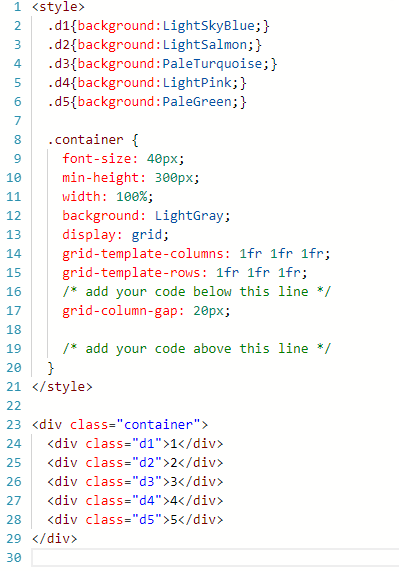 1 <style>
2   .d1{background:LightSkyBlue;}
3   .d2{background:LightSalmon;}
4   .d3{background:PaleTurquoise;}
5   .d4{background:LightPink;}
6   .d5{background:PaleGreen;}
7
8   .container {
9     font-size: 40px;
10     min-height: 300px;
11     width: 100%;
12     background: LightGray;
13     display: grid;
14     grid-template-columns: 1fr 1fr 1fr;
15     grid-template-rows: 1fr 1fr 1fr;
16     /* add your code below this line */
17     grid-column-gap: 20px;
18
19     /* add your code above this line */
20   }
21 </style>
22
23 <div class="container">
24   <div class="d1">1</div>
25   <div class="d2">2</div>
26   <div class="d3">3</div>
27   <div class="d4">4</div>
28   <div class="d5">5</div>
29 </div>
30